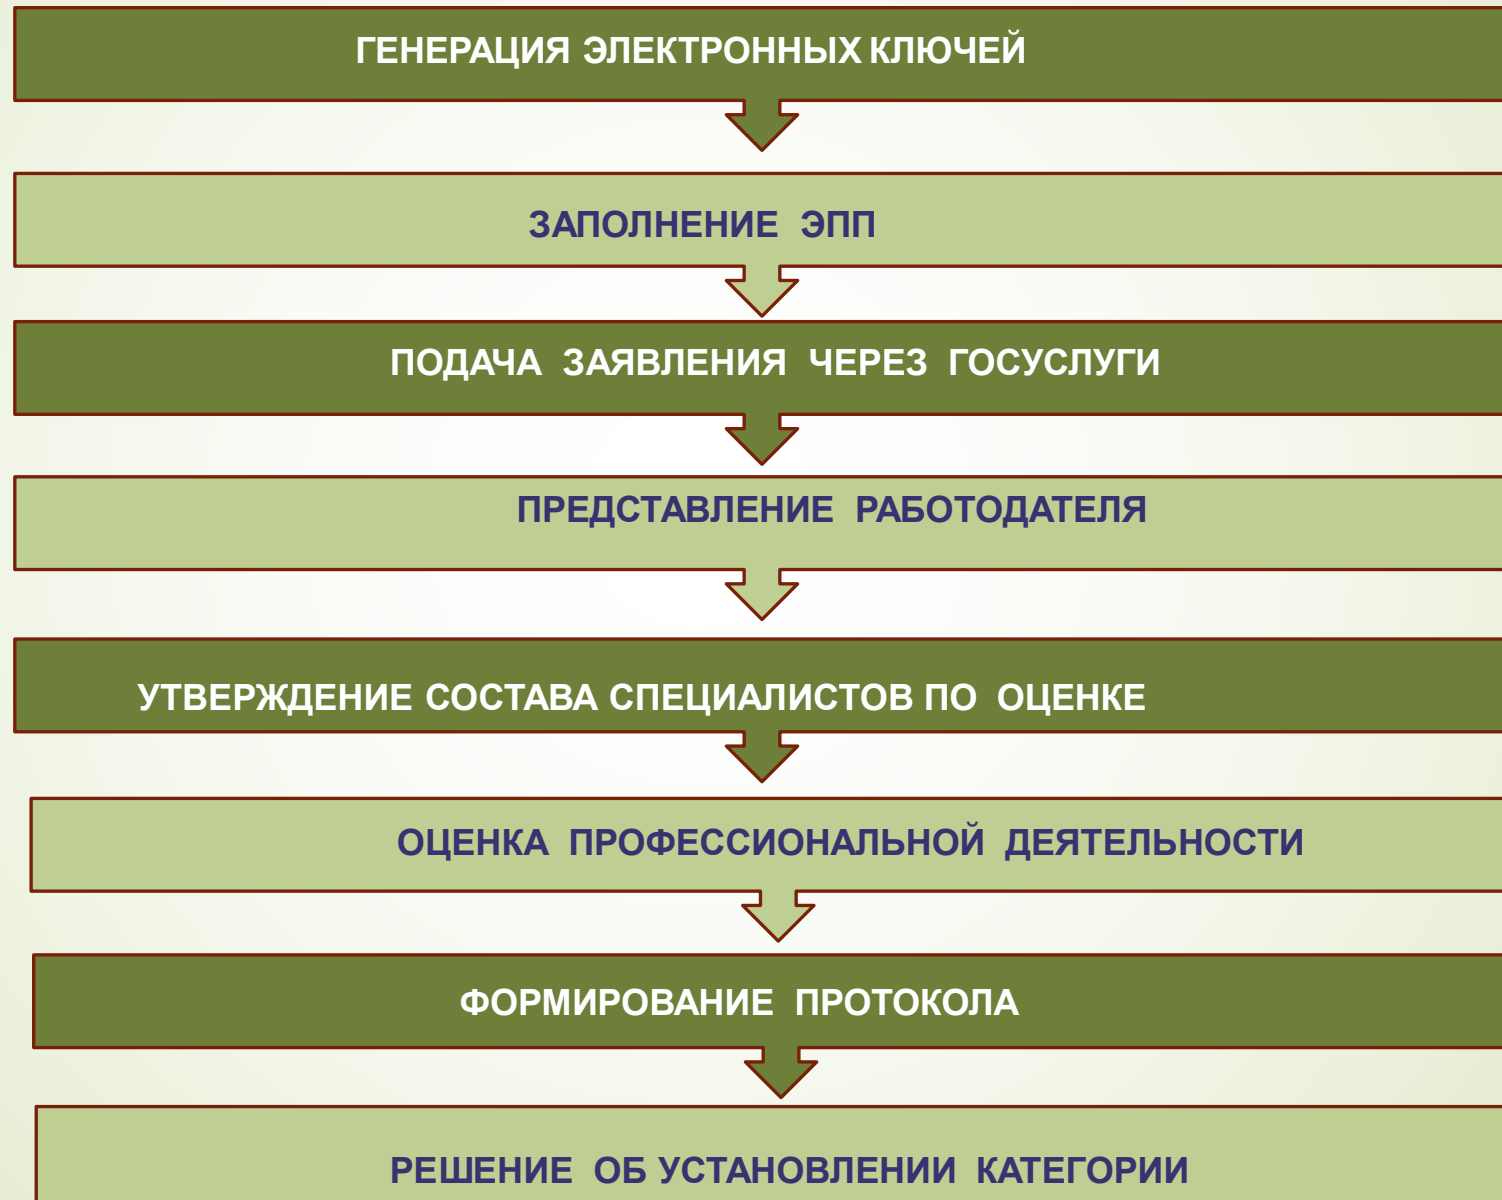 ГЕНЕРАЦИЯ ЭЛЕКТРОННЫХ КЛЮЧЕЙ
ЗАПОЛНЕНИЕ ЭПП
ПОДАЧА ЗАЯВЛЕНИЯ ЧЕРЕЗ ГОСУСЛУГИ
ПРЕДСТАВЛЕНИЕ РАБОТОДАТЕЛЯ
УТВЕРЖДЕНИЕ СОСТАВА СПЕЦИАЛИСТОВ ПО ОЦЕНКЕ
ОЦЕНКА ПРОФЕССИОНАЛЬНОЙ ДЕЯТЕЛЬНОСТИ
ФОРМИРОВАНИЕ ПРОТОКОЛА
РЕШЕНИЕ ОБ УСТАНОВЛЕНИИ КАТЕГОРИИ